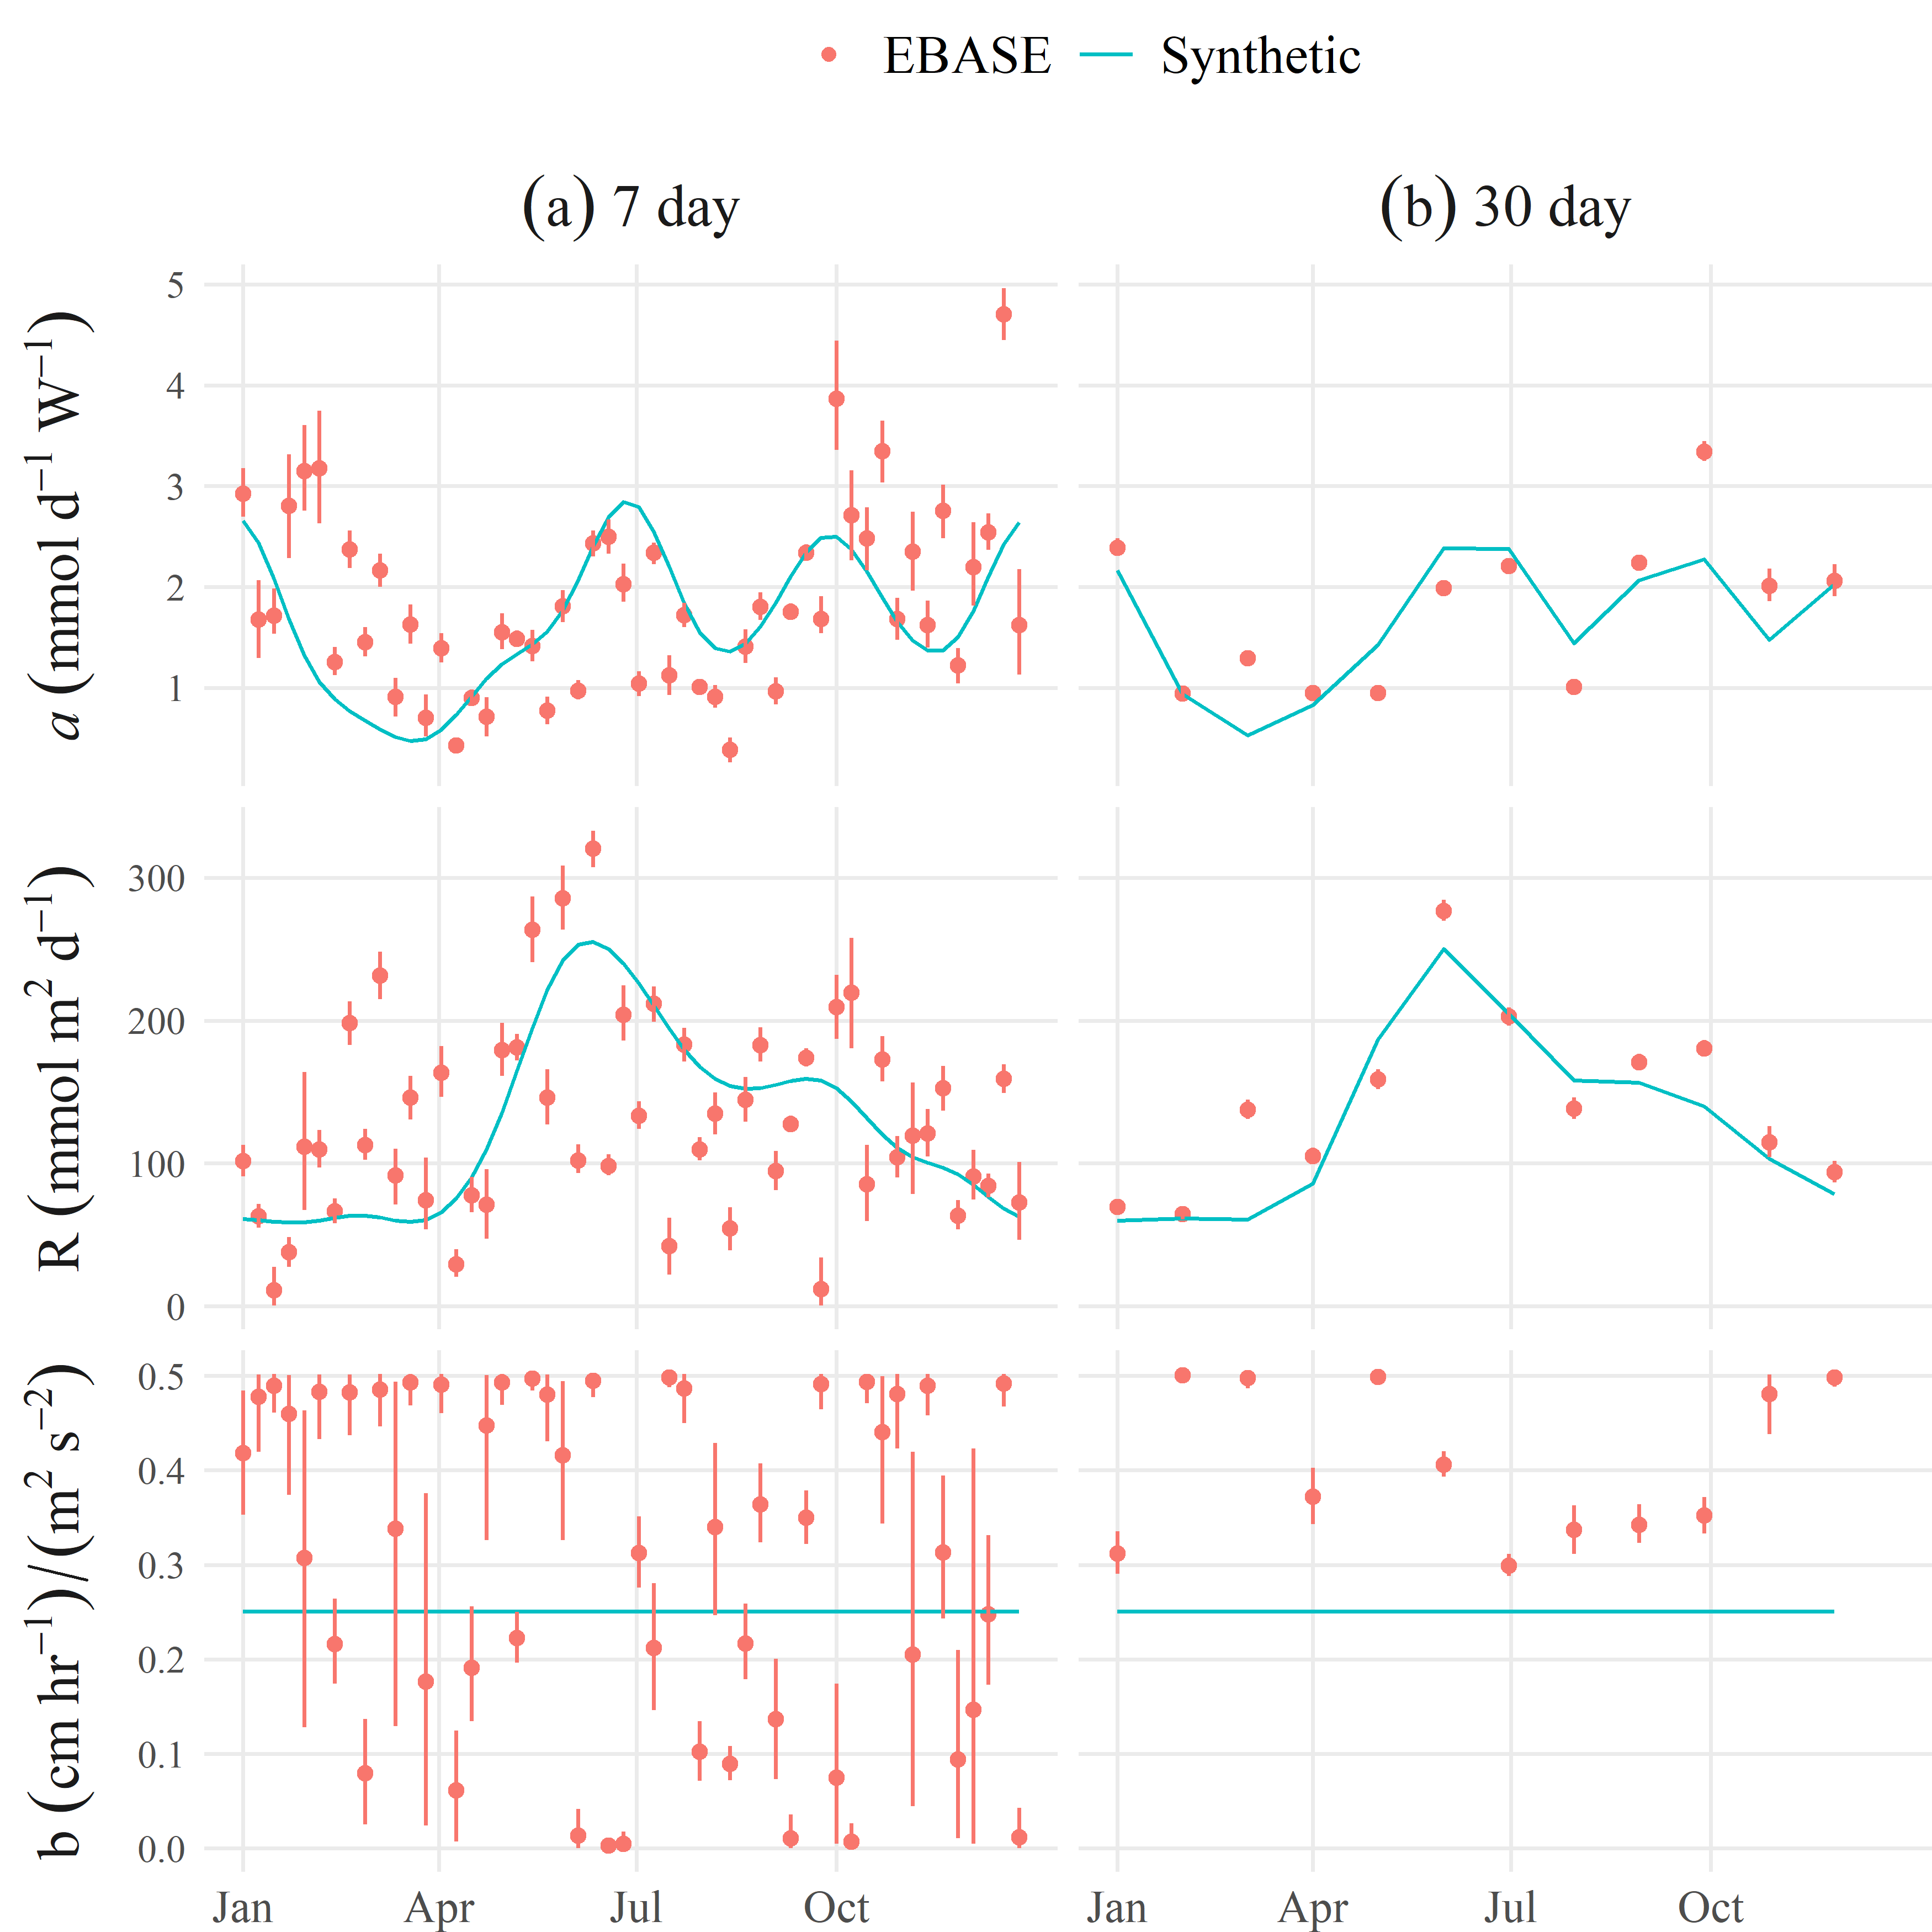 EBASE Synthetic
(a) 7 day (b) 30 day
a (mmol d⁻¹ W⁻¹)
5
4
3
2
1
R (mmol m² d⁻¹)
300
200
100
0
b (cm hr⁻¹)/(m² s⁻²)
0.5
0.4
0.3
0.2
0.1
0.0
Jan Apr Jul Oct Jan Apr Jul Oct